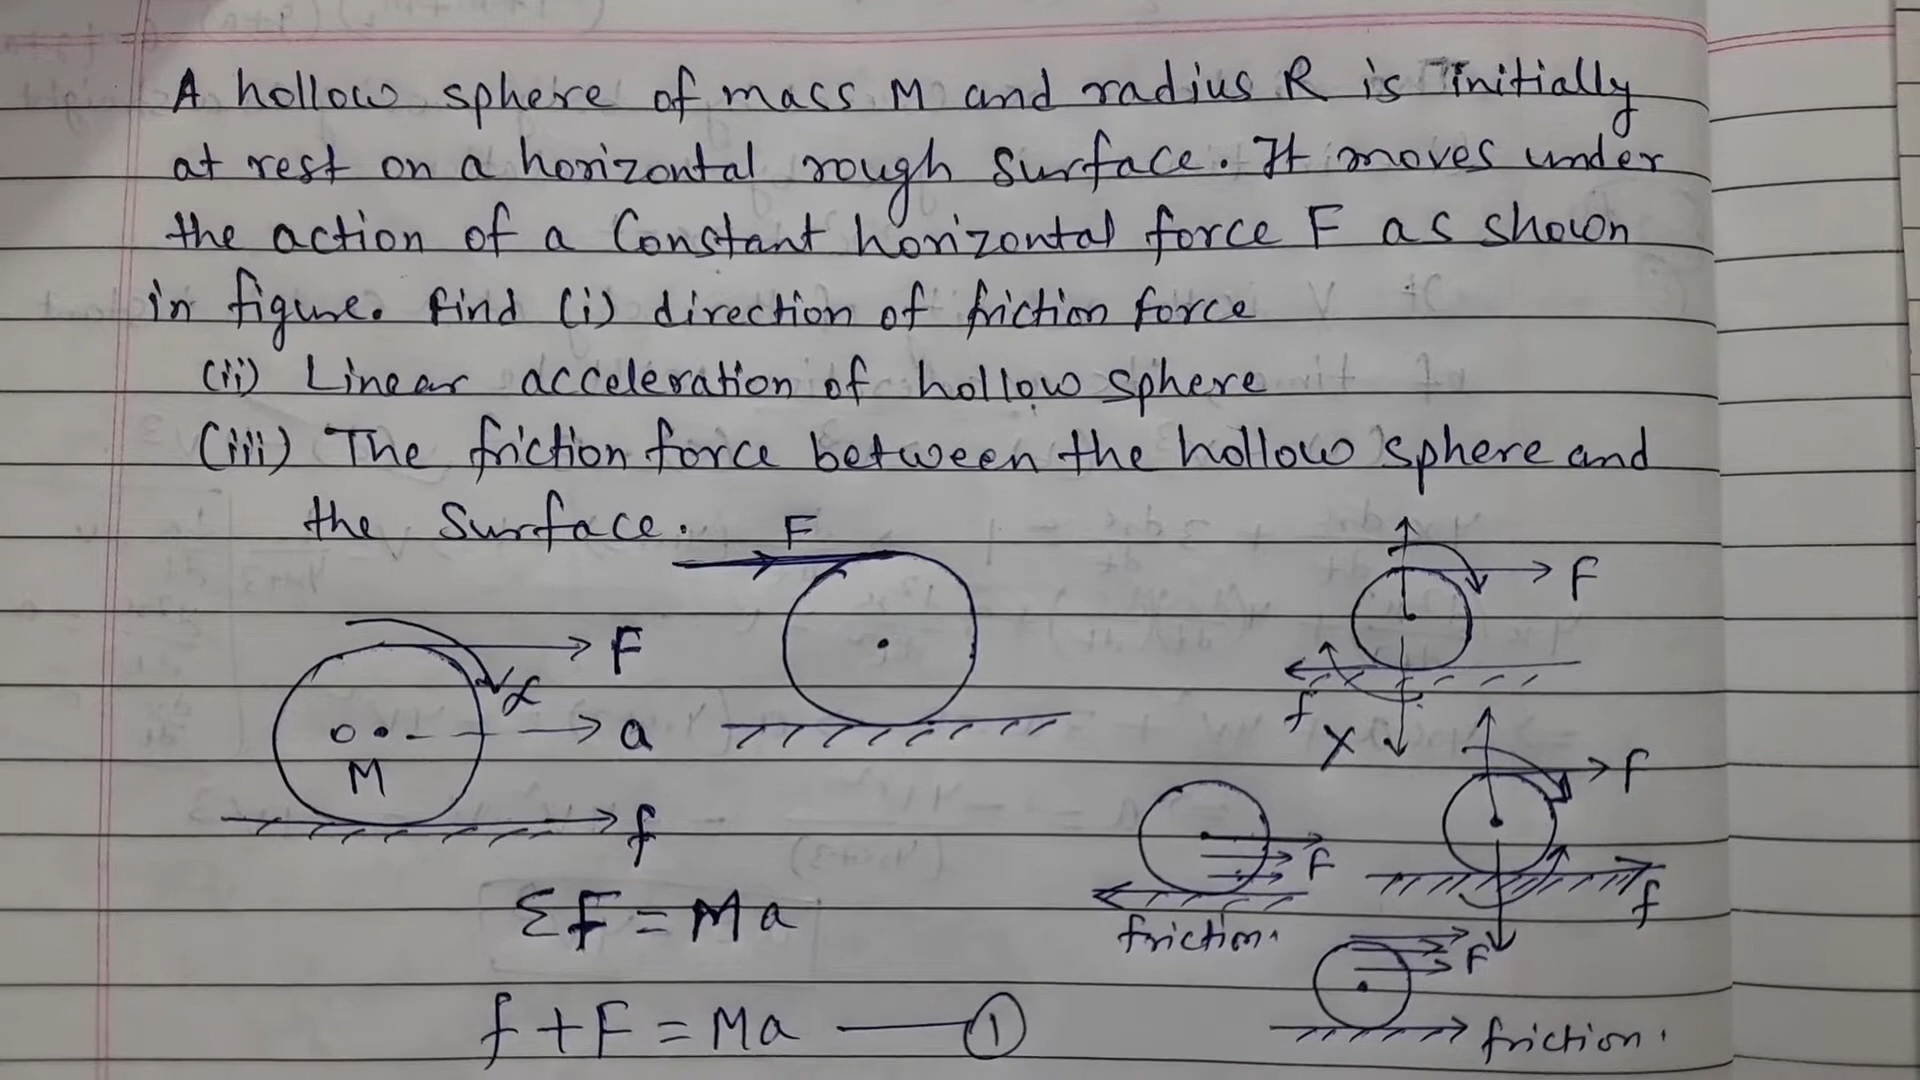 A hollow sphere of mass M and radius R is initially
at rest on a horizontal rough surface. It moves under
the action of a Constant horizontal force F as shown
in figure. find (i) direction of friction force
(ii) Linear acceleration of hollow sphere
(iii) The friction force between the hollow sphere and
the surface.
F
F
α
O
a
M
f
F
f
X
f
F
friction.
f
F
friction.
ΣF = Ma
f + F = Ma —— ①